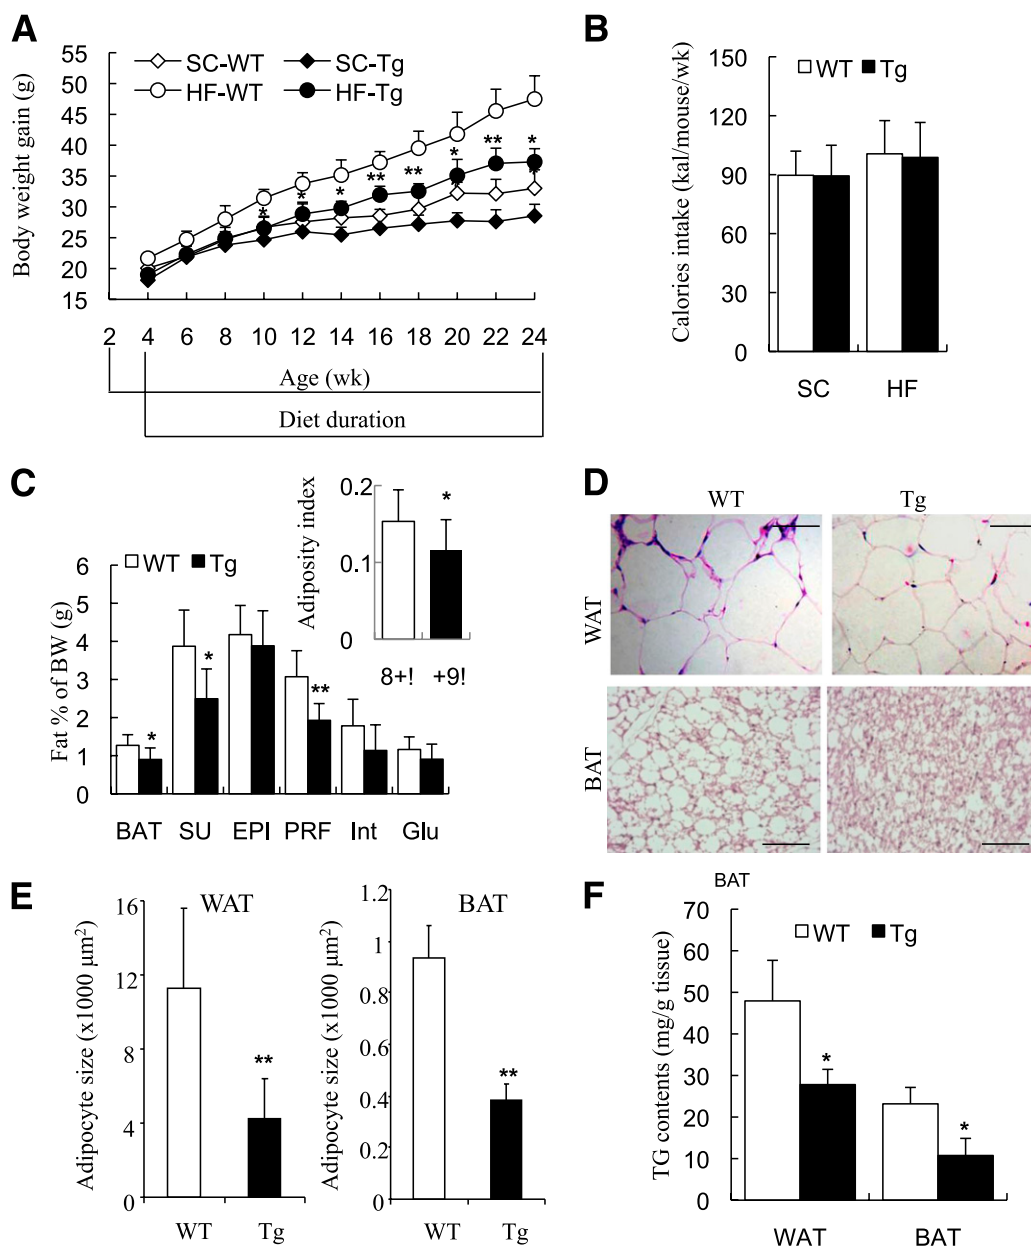 A
SC-WT
SC-Tg
HF-WT
HF-Tg
Body weight gain (g)
55
50
45
40
35
30
25
20
15
* * * ** ** * ** *
*
*
2 4 6 8 10 12 14 16 18 20 22 24
Age (wk)
Diet duration
B
WT Tg
Calories intake (kal/mouse/wk)
150
120
90
60
30
0
SC HF
C
WT Tg
Fat % of BW (g)
6
5
4
3
2
1
0
* * **
BAT SU EPI PRF Int Glu
Adiposity index
0.2
0.1
0
*
8+! +9!
D
WT Tg
WAT
BAT
E
WAT
Adipocyte size (x1000 µm²)
16
12
8
4
0
**
WT Tg
BAT
Adipocyte size (x1000 µm²)
1.2
1
0.8
0.6
0.4
0.2
0
**
WT Tg
F
BAT
WT Tg
TG contents (mg/g tissue)
70
60
50
40
30
20
10
0
* *
WAT BAT